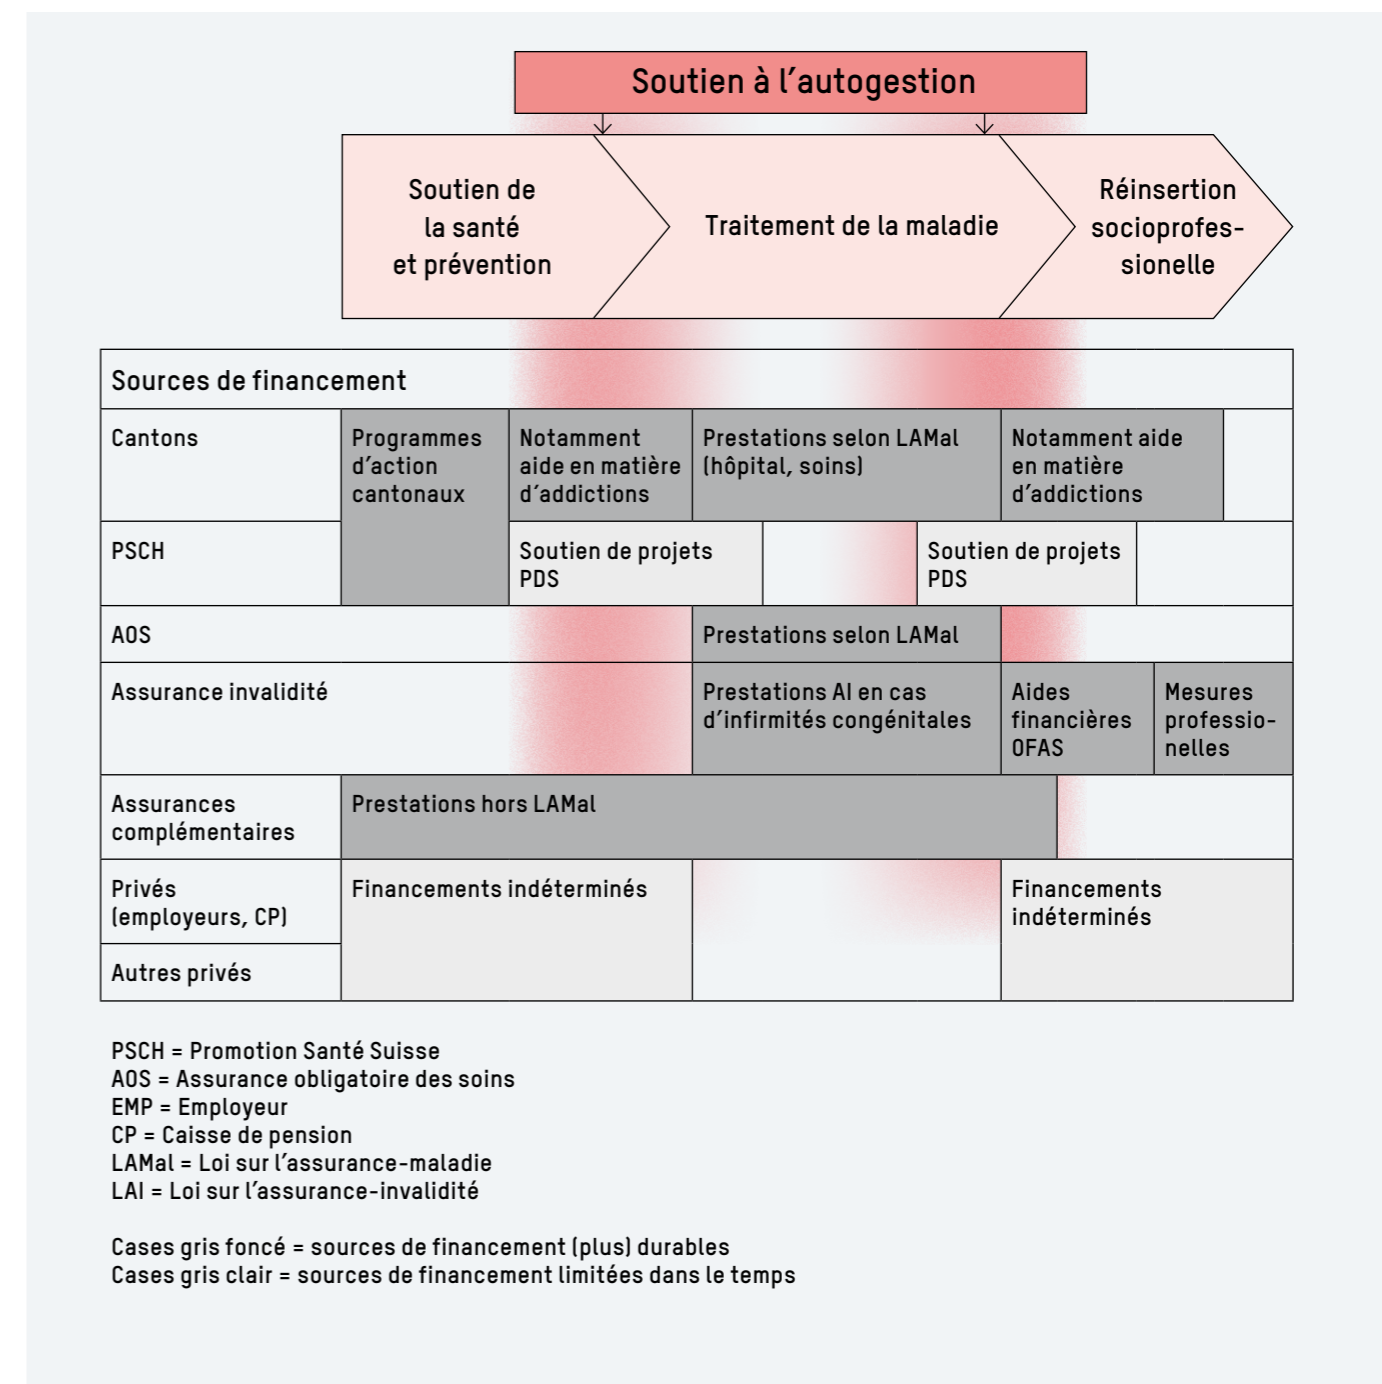 Soutien à l’autogestion
Soutien de
la santé
et prévention
Traitement de la maladie
Réinsertion
socioprofes-
sionelle
Sources de financement
Cantons
Programmes
d’action
cantonaux
Notamment
aide en matière
d’addictions
Prestations selon LAMal
(hôpital, soins)
Notamment aide
en matière
d’addictions
PSCH
Soutien de projets
PDS
Soutien de projets
PDS
AOS
Prestations selon LAMal
Assurance invalidité
Prestations AI en cas
d’infirmités congénitales
Aides
financières
OFAS
Mesures
professio-
nelles
Assurances
complémentaires
Prestations hors LAMal
Privés
(employeurs, CP)
Financements indéterminés
Financements
indéterminés
Autres privés
PSCH = Promotion Santé Suisse
AOS = Assurance obligatoire des soins
EMP = Employeur
CP = Caisse de pension
LAMal = Loi sur l’assurance-maladie
LAI = Loi sur l’assurance-invalidité
Cases gris foncé = sources de financement (plus) durables
Cases gris clair = sources de financement limitées dans le temps